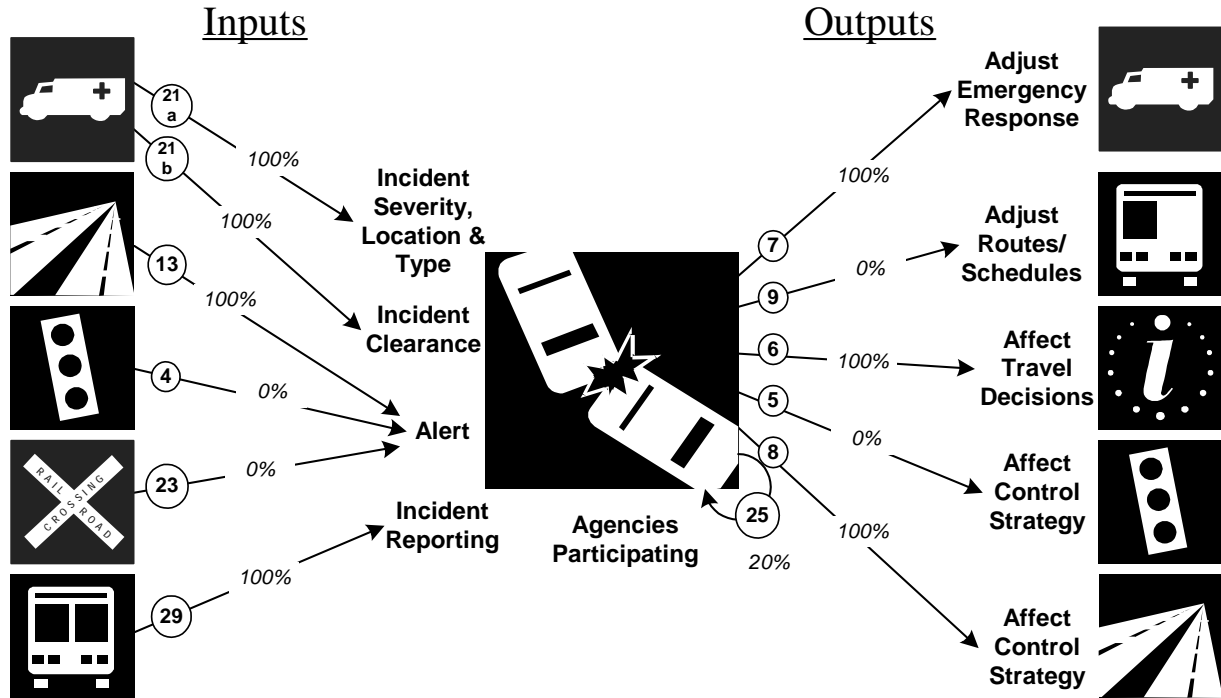 Inputs
Outputs
21
a
100%
21
b
100%
Incident
Severity,
Location &
Type
13
100%
Incident
Clearance
4
0%
Alert
RAIL
CROSSING
ROAD
23
0%
Incident
Reporting
29
100%
Agencies
Participating
25
20%
7
100%
Adjust
Emergency
Response
9
0%
Adjust
Routes/
Schedules
6
100%
i
Affect
Travel
Decisions
5
0%
Affect
Control
Strategy
8
100%
Affect
Control
Strategy